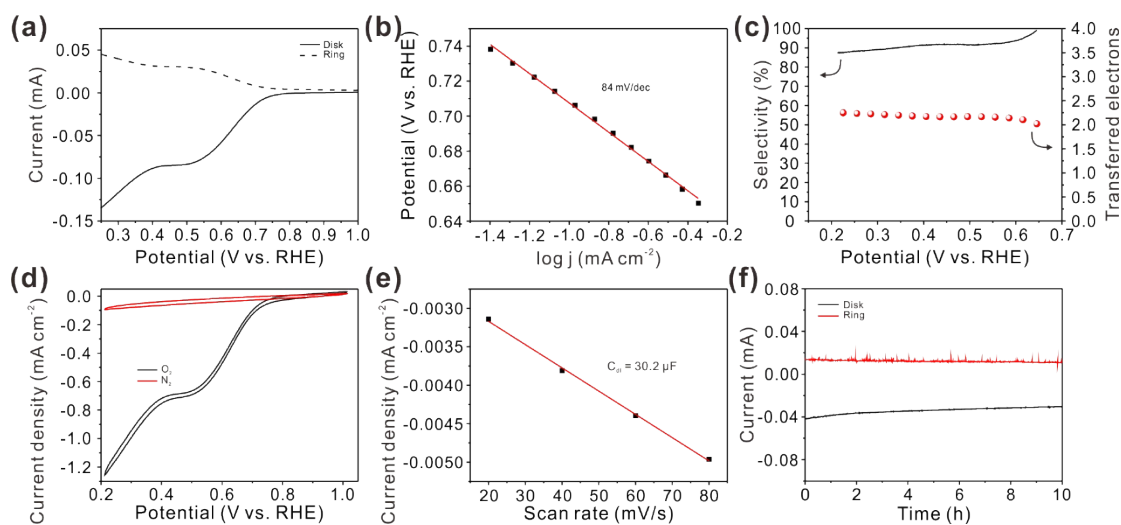 (a)
0.05
0.00
-0.05
-0.10
-0.15
Current (mA)
Disk
Ring
0.3 0.4 0.5 0.6 0.7 0.8 0.9 1.0
Potential (V vs. RHE)
(b)
0.74
0.72
0.70
0.68
0.66
0.64
Potential (V vs. RHE)
84 mV/dec
-1.4 -1.2 -1.0 -0.8 -0.6 -0.4 -0.2
log j (mA cm-2)
(c)
100
90
80
70
60
50
40
30
20
10
0
Selectivity (%)
4.0
3.5
3.0
2.5
2.0
1.5
1.0
0.5
0.0
Transferred electrons
0.2 0.3 0.4 0.5 0.6 0.7
Potential (V vs. RHE)
(d)
0.0
-0.2
-0.4
-0.6
-0.8
-1.0
-1.2
Current density (mA cm-2)
O2
N2
0.2 0.4 0.6 0.8 1.0
Potential (V vs. RHE)
(e)
-0.0030
-0.0035
-0.0040
-0.0045
-0.0050
Current density (mA cm-2)
Cdl = 30.2 μF
20 30 40 50 60 70 80
Scan rate (mV/s)
(f)
0.08
0.04
0.00
-0.04
-0.08
Current (mA)
Disk
Ring
0 2 4 6 8 10
Time (h)